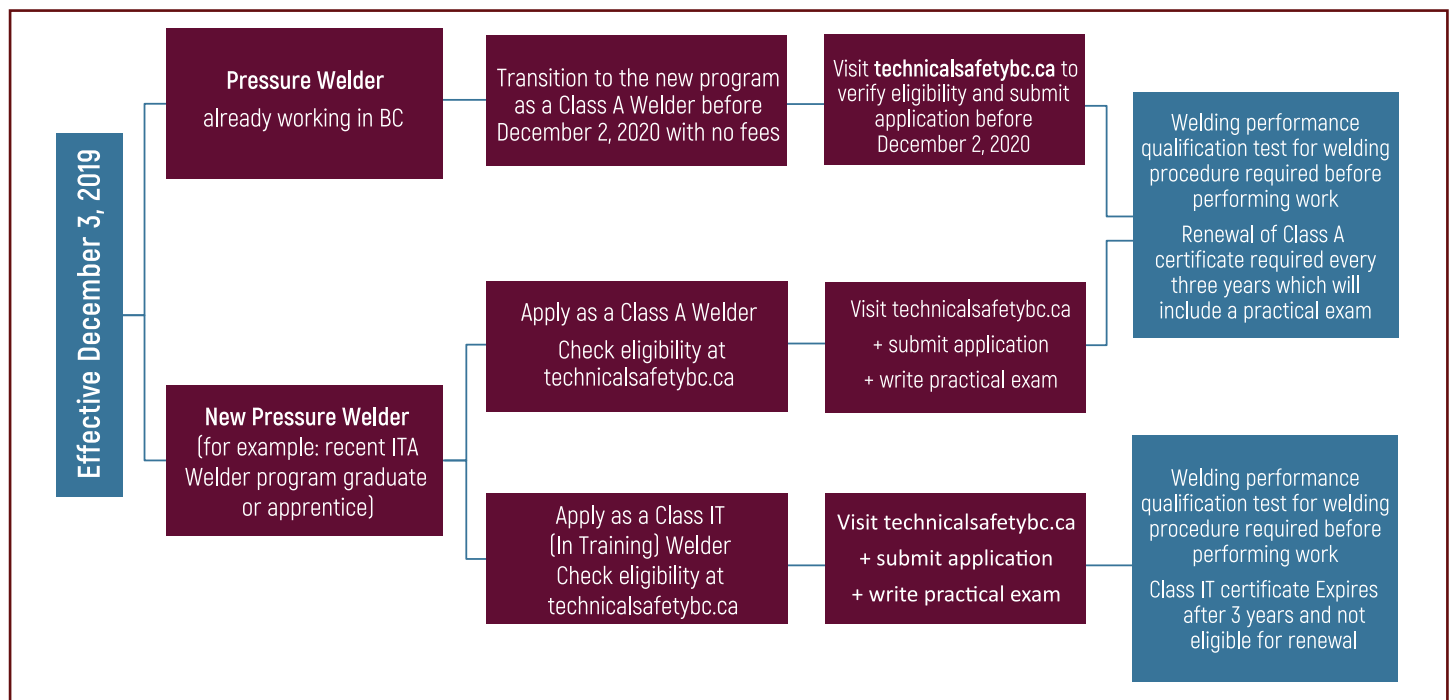 Effective December 3, 2019
Pressure Welder
already working in BC
Transition to the new program
as a Class A Welder before
December 2, 2020 with no fees
Visit technicalsafetybc.ca to
verify eligibility and submit
application before
December 2, 2020
Welding performance
qualification test for welding
procedure required before
performing work
Renewal of Class A
certificate required every
three years which will
include a practical exam
New Pressure Welder
(for example: recent ITA
Welder program graduate
or apprentice)
Apply as a Class A Welder
Check eligibility at
technicalsafetybc.ca
Visit technicalsafetybc.ca
+ submit application
+ write practical exam
Apply as a Class IT
(In Training) Welder
Check eligibility at
technicalsafetybc.ca
Visit technicalsafetybc.ca
+ submit application
+ write practical exam
Welding performance
qualification test for welding
procedure required before
performing work
Class IT certificate Expires
after 3 years and not
eligible for renewal